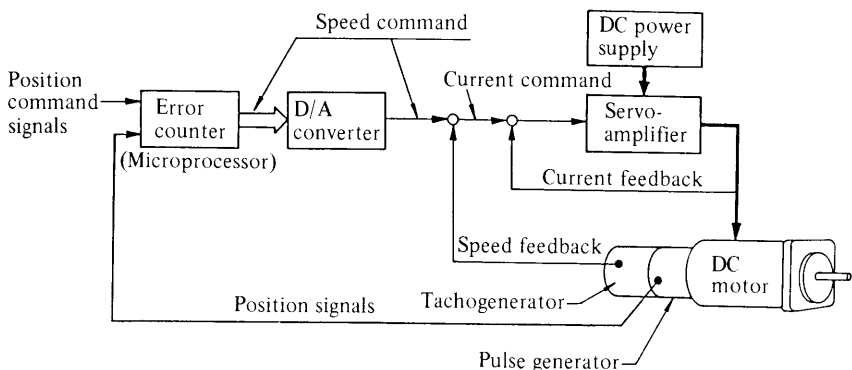 Speed command
DC power
supply
Position
command
signals
Current command
Error
counter
D/A
converter
Servo-
amplifier
(Microprocessor)
Current feedback
Speed feedback
DC
motor
Position signals
Tachogenerator
Pulse generator